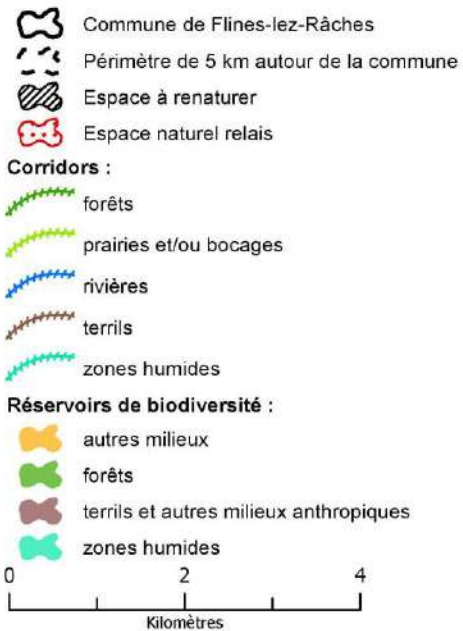 Commune de Flines-lez-Râches
Périmètre de 5 km autour de la commune
Espace à renaturer
Espace naturel relais
Corridors :
forêts
prairies et/ou bocages
rivières
terrils
zones humides
Réservoirs de biodiversité :
autres milieux
forêts
terrils et autres milieux anthropiques
zones humides
0 2 4
Kilomètres